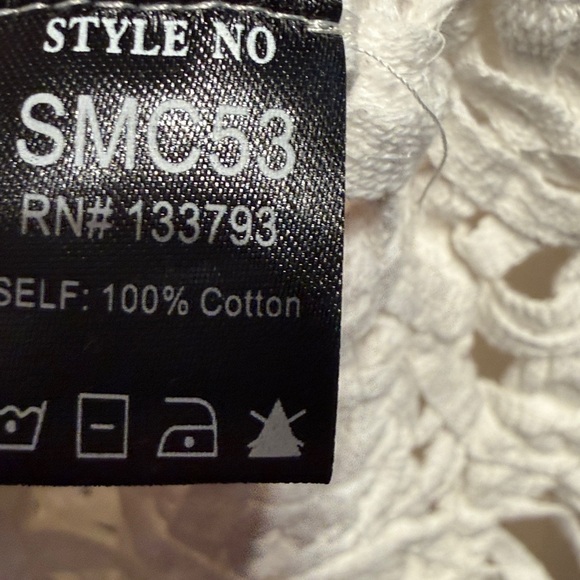 STYLE NO
SMC53
RN# 133793
SELF: 100% Cotton